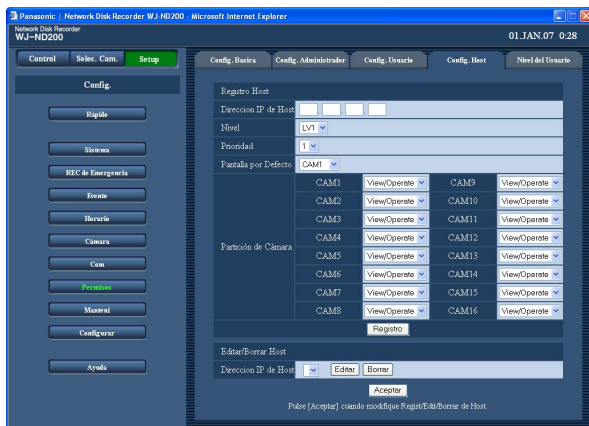 Panasonic | Network Disk Recorder WJ-ND200 - Microsoft Internet Explorer
Network Disk Recorder
WJ-ND200
01.JAN.07 0:28
Control Selec. Cam. Setup
Config. Basica Config. Administrador Config. Usuario Config. Host Nivel del Usuario
Config.
Rápido
Sistema
REC de Emergencia
Evento
Horario
Cámara
Com
Permisos
Manteni
Configurar
Ayuda
Registro Host
Direccion IP de Host
Nivel LV1
Prioridad 1
Pantalla por Defecto CAM1
Partición de Cámara
CAM1 View/Operate CAM9 View/Operate
CAM2 View/Operate CAM10 View/Operate
CAM3 View/Operate CAM11 View/Operate
CAM4 View/Operate CAM12 View/Operate
CAM5 View/Operate CAM13 View/Operate
CAM6 View/Operate CAM14 View/Operate
CAM7 View/Operate CAM15 View/Operate
CAM8 View/Operate CAM16 View/Operate
Registro
Editar/Borrar Host
Direccion IP de Host Editar Borrar
Aceptar
Pulse [Aceptar] cuando modifique Regist/Edit/Borrar de Host.